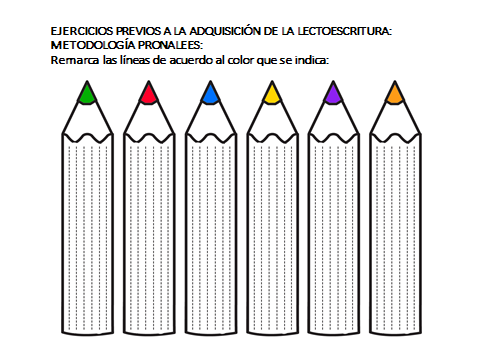 EJERCICIOS PREVIOS A LA ADQUISICIÓN DE LA LECTOESCRITURA:
METODOLOGÍA PRONALEES:
Remarca las líneas de acuerdo al color que se indica: